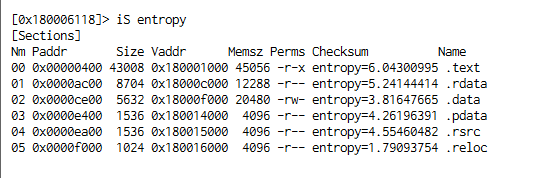 [0x180006118]> iS entropy
[Sections]
Nm Paddr Size Vaddr Memsz Perms Checksum Name
00 0x00000400 43008 0x180001000 45056 -r-x entropy=6.04300995 .text
01 0x0000ac00 8704 0x18000c000 12288 -r-- entropy=5.24144414 .rdata
02 0x0000ce00 5632 0x18000f000 20480 -rw- entropy=3.81647665 .data
03 0x0000e400 1536 0x180014000 4096 -r-- entropy=4.26196391 .pdata
04 0x0000ea00 1536 0x180015000 4096 -r-- entropy=4.55460482 .rsrc
05 0x0000f000 1024 0x180016000 4096 -r-- entropy=1.79093754 .reloc